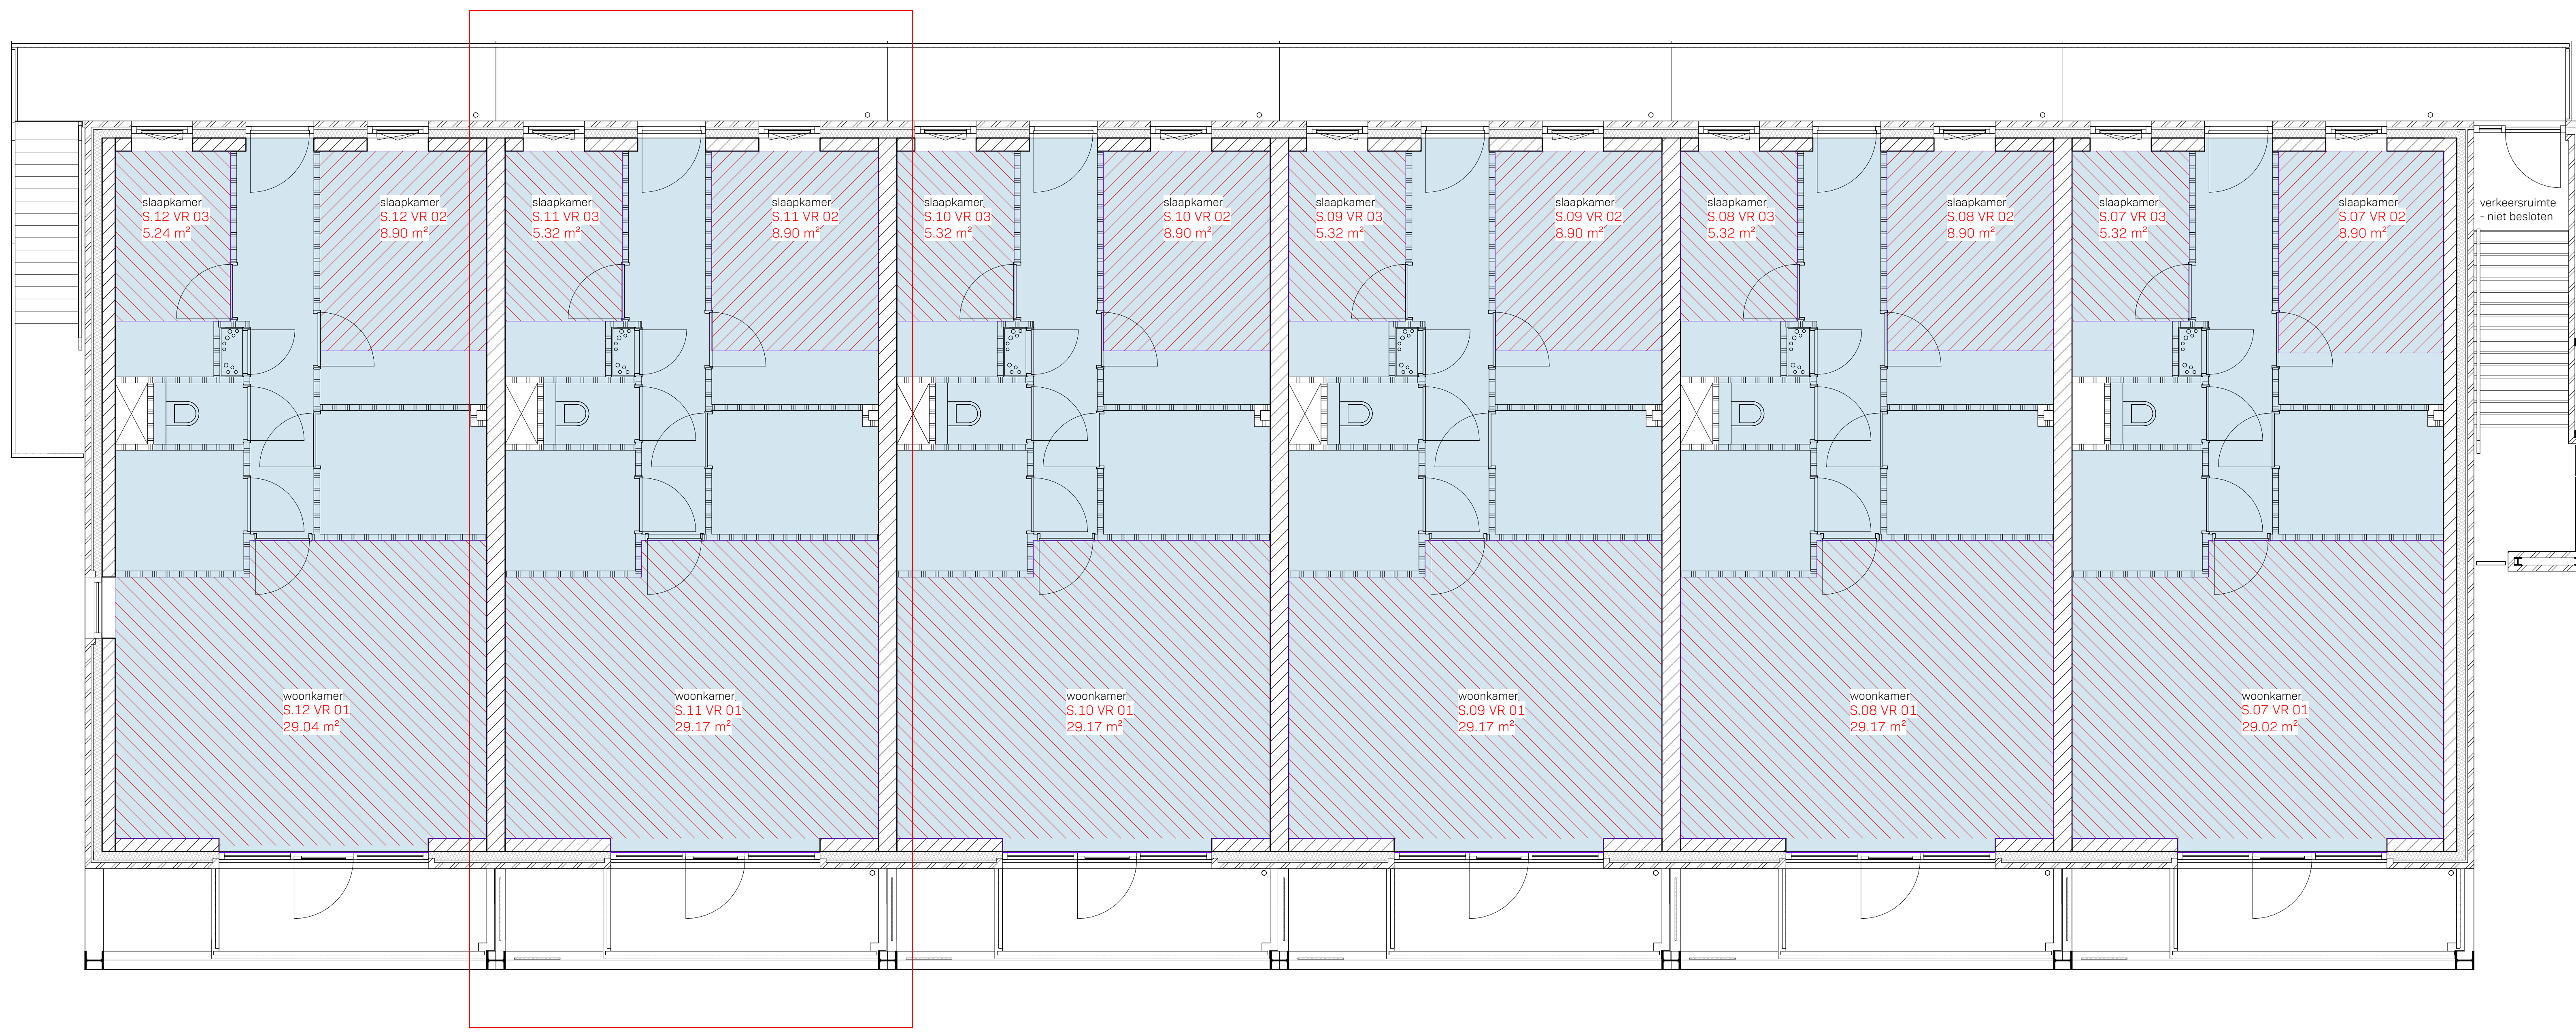 slaapkamer
S.12 VR 03
5.24 m²
slaapkamer
S.12 VR 02
8.90 m²
slaapkamer
S.11 VR 03
5.32 m²
slaapkamer
S.11 VR 02
8.90 m²
slaapkamer
S.10 VR 03
5.32 m²
slaapkamer
S.10 VR 02
8.90 m²
slaapkamer
S.09 VR 03
5.32 m²
slaapkamer
S.09 VR 02
8.90 m²
slaapkamer
S.08 VR 03
5.32 m²
slaapkamer
S.08 VR 02
8.90 m²
slaapkamer
S.07 VR 03
5.32 m²
slaapkamer
S.07 VR 02
8.90 m²
verkeersruimte
- niet besloten
woonkamer
S.12 VR 01
29.04 m²
woonkamer
S.11 VR 01
29.17 m²
woonkamer
S.10 VR 01
29.17 m²
woonkamer
S.09 VR 01
29.17 m²
woonkamer
S.08 VR 01
29.17 m²
woonkamer
S.07 VR 01
29.02 m²